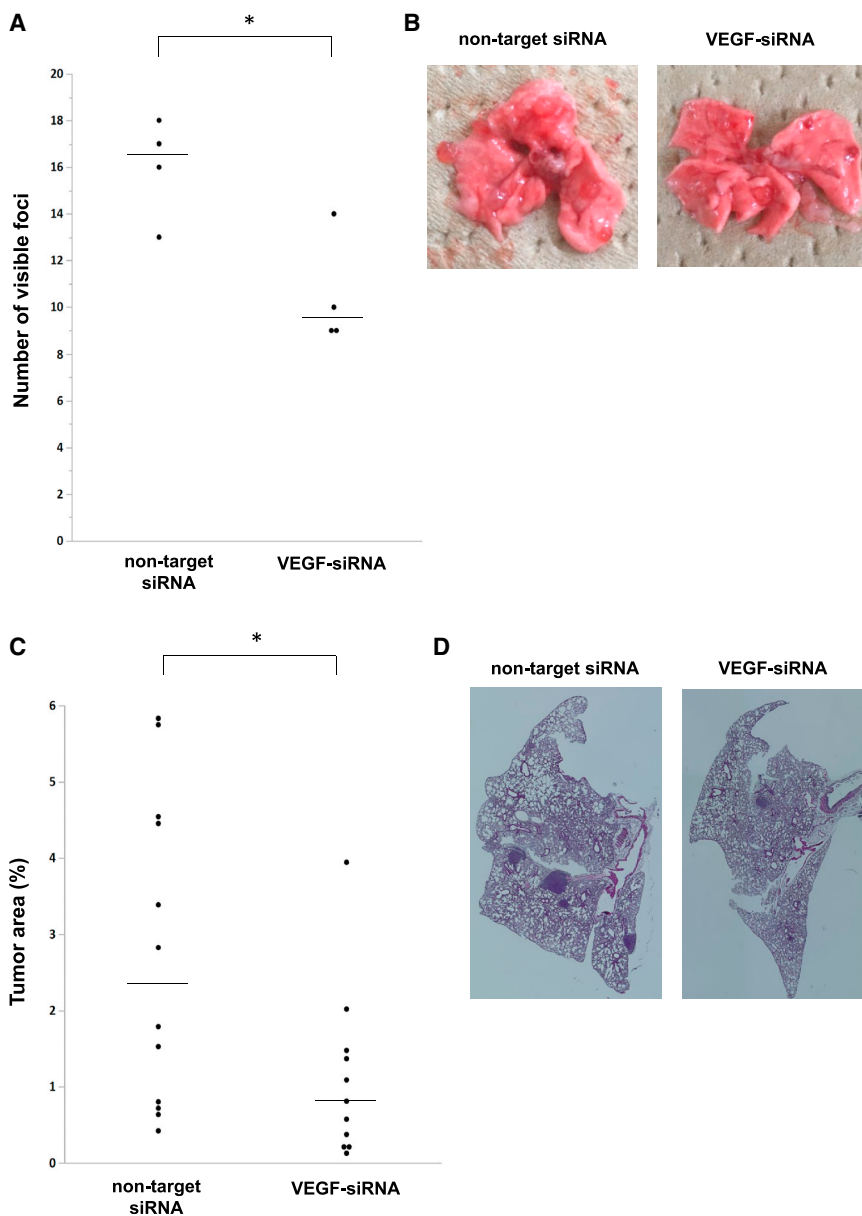 A
*
Number of visible foci
20
18
16
14
12
10
8
6
4
2
0
non-target
siRNA
VEGF-siRNA
B
non-target siRNA
VEGF-siRNA
C
*
Tumor area (%)
6
5
4
3
2
1
0
non-target
siRNA
VEGF-siRNA
D
non-target siRNA
VEGF-siRNA